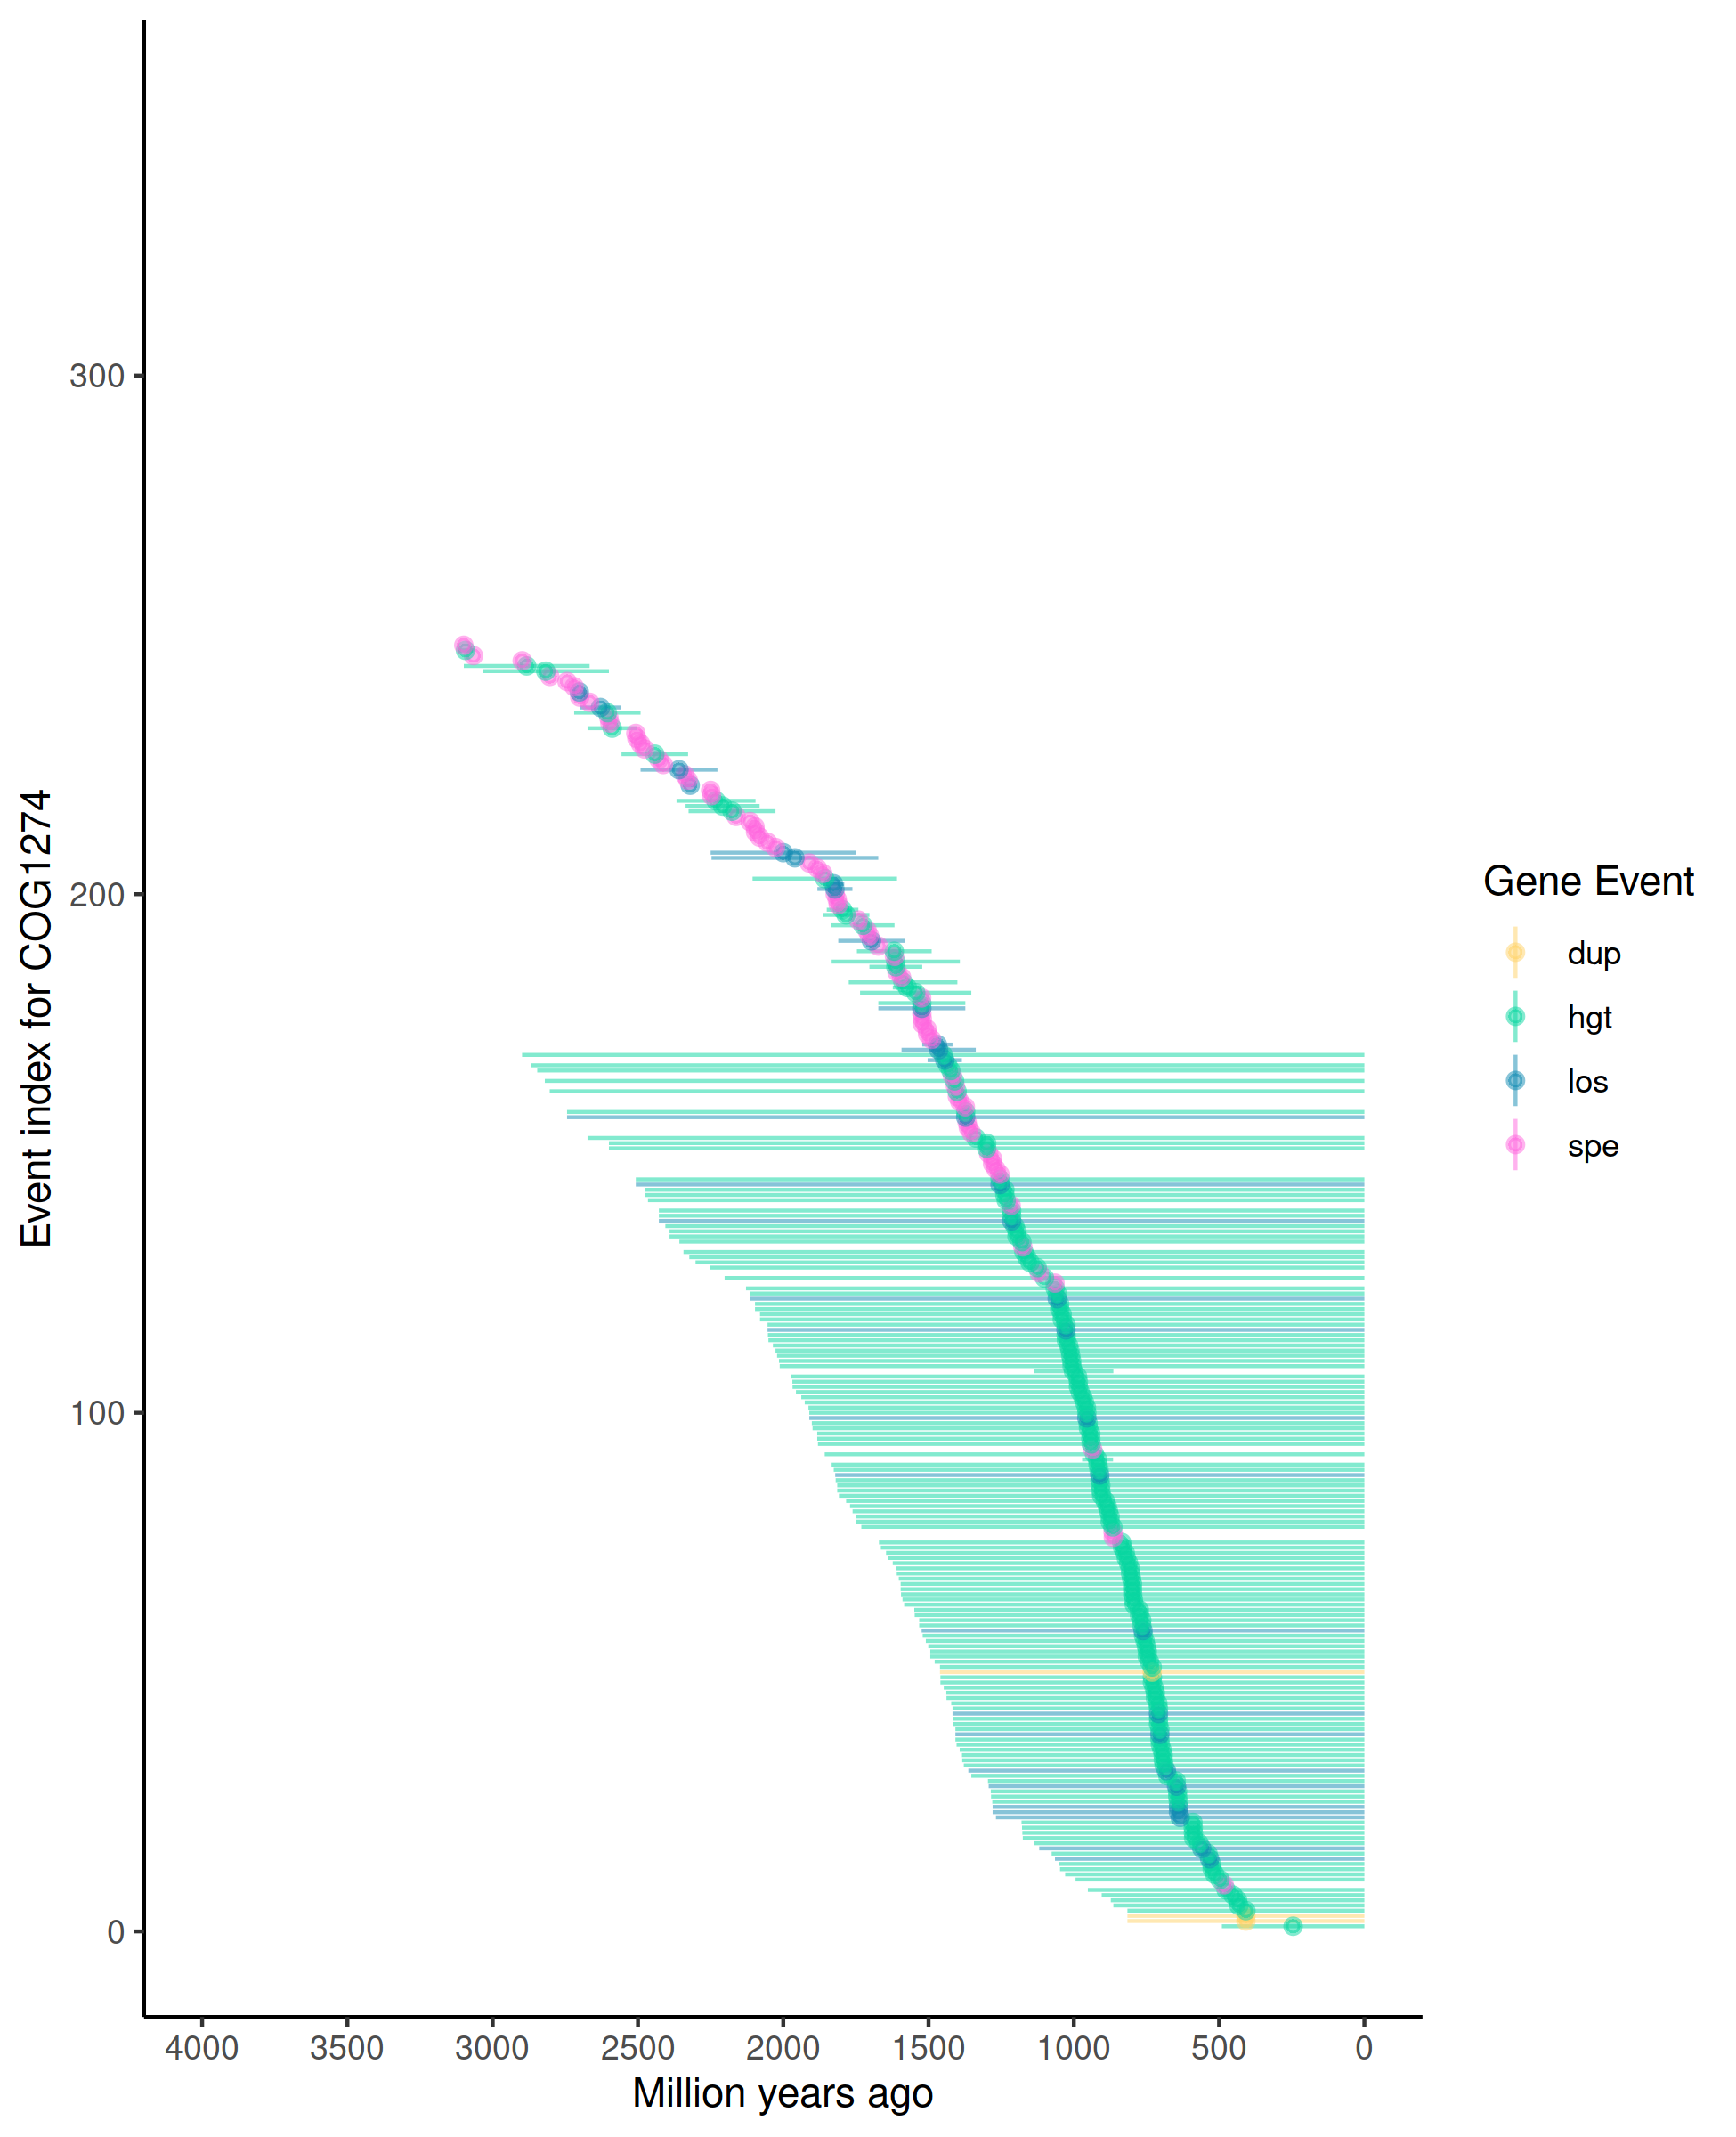 Event index for COG1274
300
200
100
0
4000 3500 3000 2500 2000 1500 1000 500 0
Million years ago
Gene Event
dup
hgt
los
spe